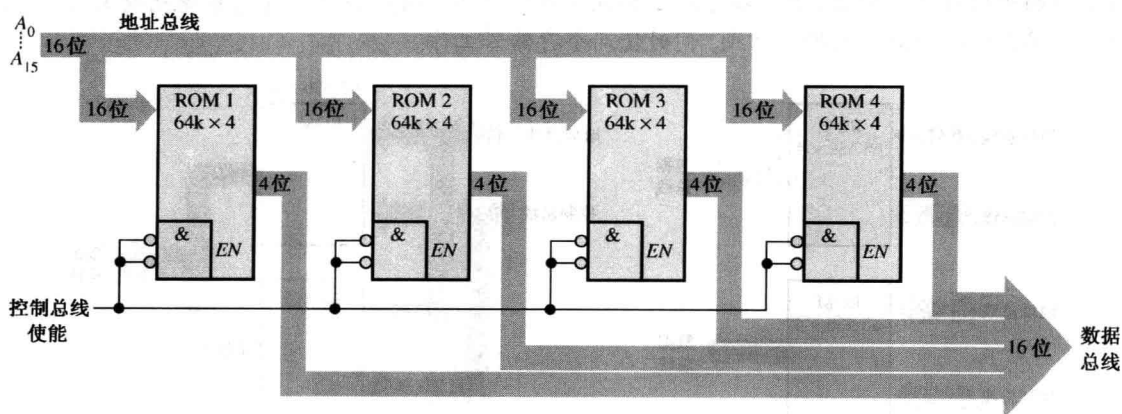 A₀ 地址总线
16位
A₁₅
16位 ROM 1 16位 ROM 2 16位 ROM 3 16位 ROM 4
64k × 4 64k × 4 64k × 4 64k × 4
4位 4位 4位 4位
& & & &
EN EN EN EN
控制总线
使能
16位
数据
总线